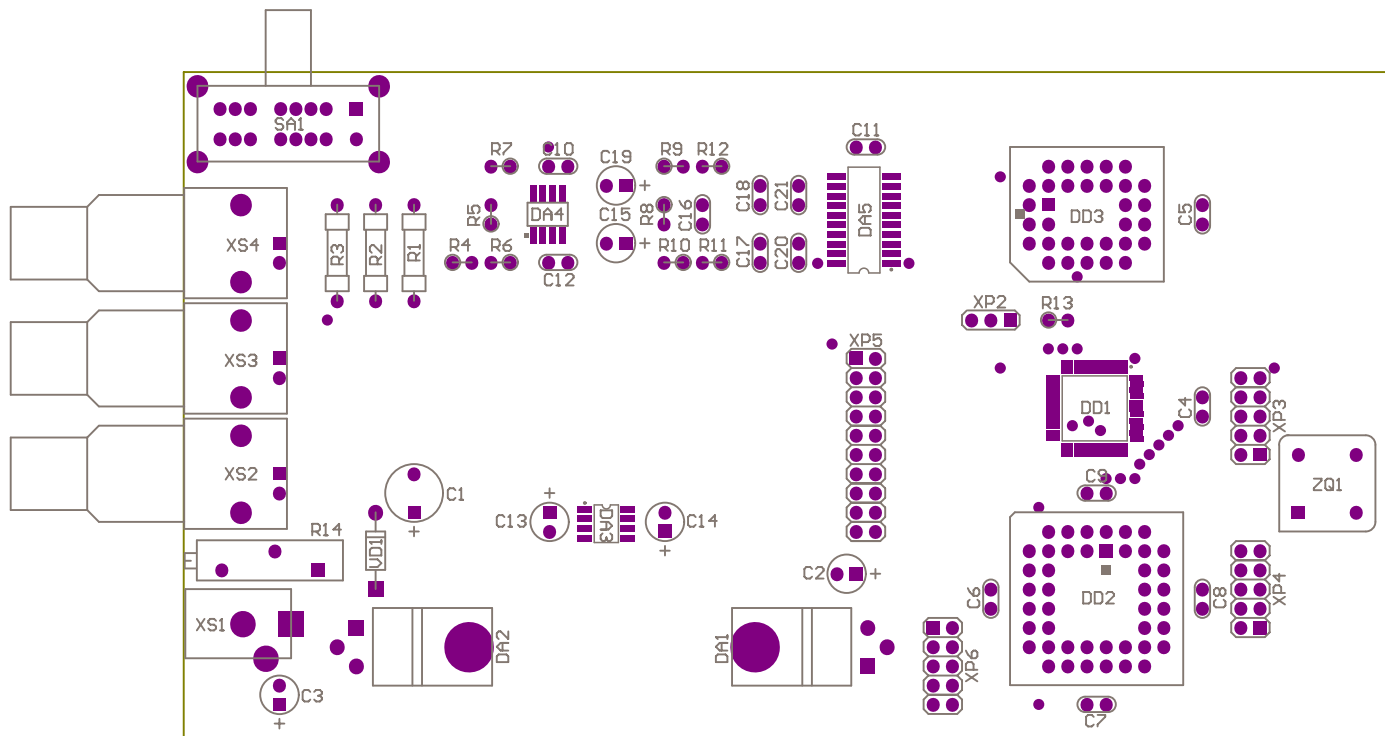 SA1
C11
R7
C10
C19
R9
R12
R5
DA4
C15
R8
C16
C18
C21
DA5
DD3
C5
XS4
R3
R2
R1
R4
R6
C12
R10
R11
C17
C20
XP2
R13
XS3
XP5
DD1
C4
XP3
XS2
C1
C9
ZQ1
C13
DA3
C14
R14
VD1
C2
C6
DD2
C8
XP4
XS1
DA2
DA1
XP6
C3
C7